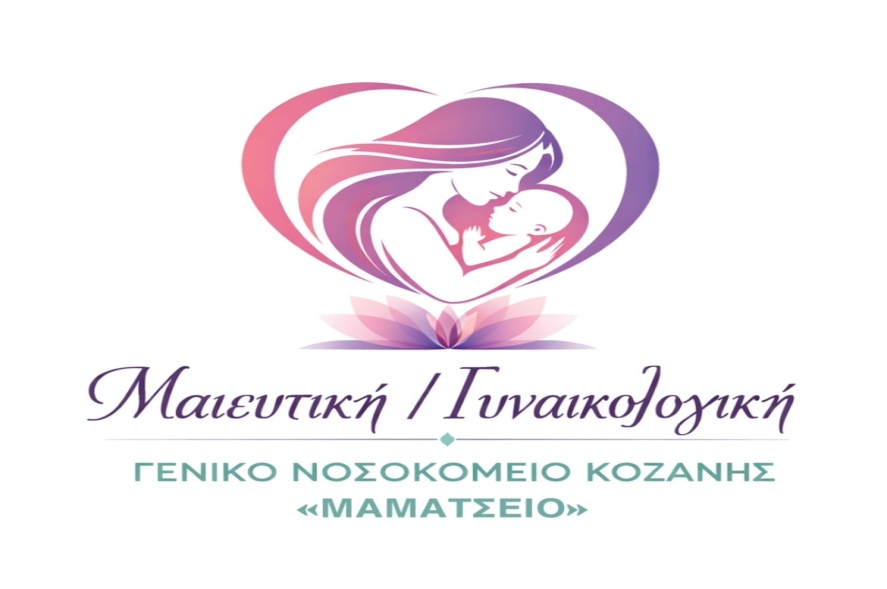 Μαιευτική / Γυναικολογική
ΓΕΝΙΚΟ ΝΟΣΟΚΟΜΕΙΟ ΚΟΖΑΝΗΣ
«ΜΑΜΑΤΣΕΙΟ»